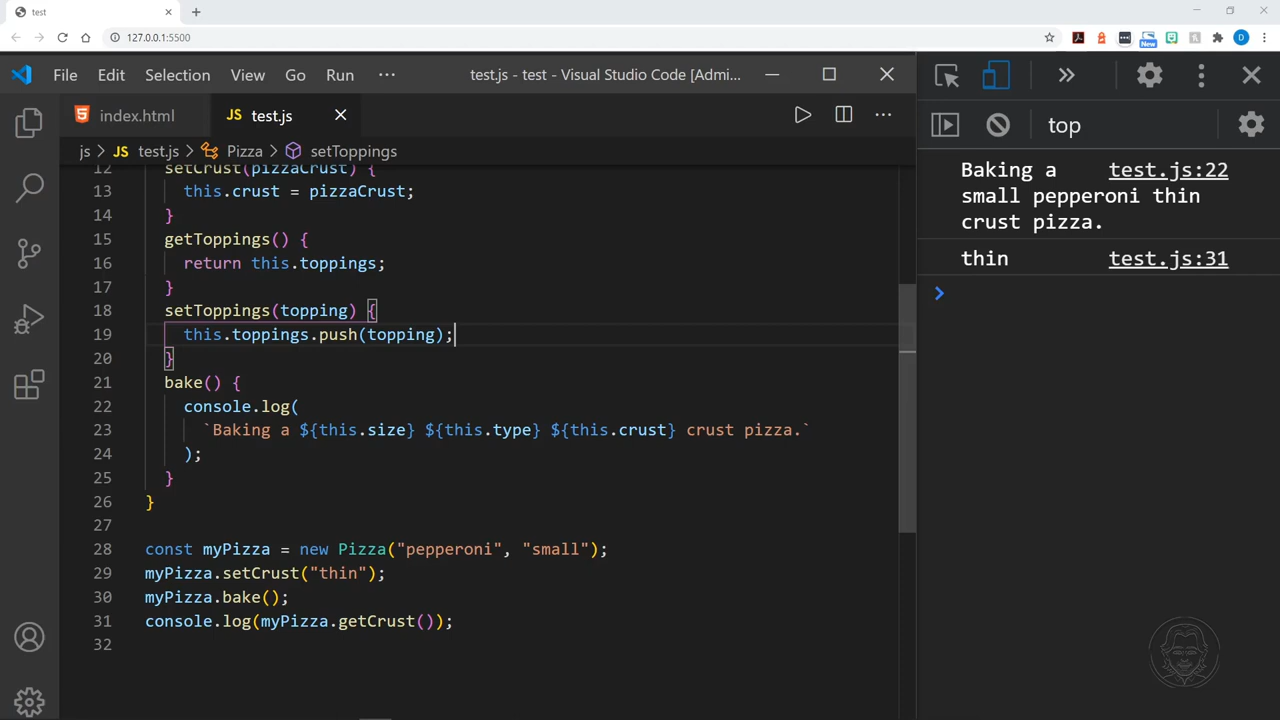 test
127.0.0.1:5500
New
D
File Edit Selection View Go Run ···
test.js - test - Visual Studio Code [Admi...
index.html
JS test.js
js > JS test.js > Pizza > setToppings
12 setCrust(pizzaCrust) {
13 this.crust = pizzaCrust;
14 }
15 getToppings() {
16 return this.toppings;
17 }
18 setToppings(topping) {
19 this.toppings.push(topping);
20 }
21 bake() {
22 console.log(
23 `Baking a ${this.size} ${this.type} ${this.crust} crust pizza.`
24 );
25 }
26 }
27
28 const myPizza = new Pizza("pepperoni", "small");
29 myPizza.setCrust("thin");
30 myPizza.bake();
31 console.log(myPizza.getCrust());
32
top
Baking a test.js:22
small pepperoni thin
crust pizza.
thin test.js:31
>